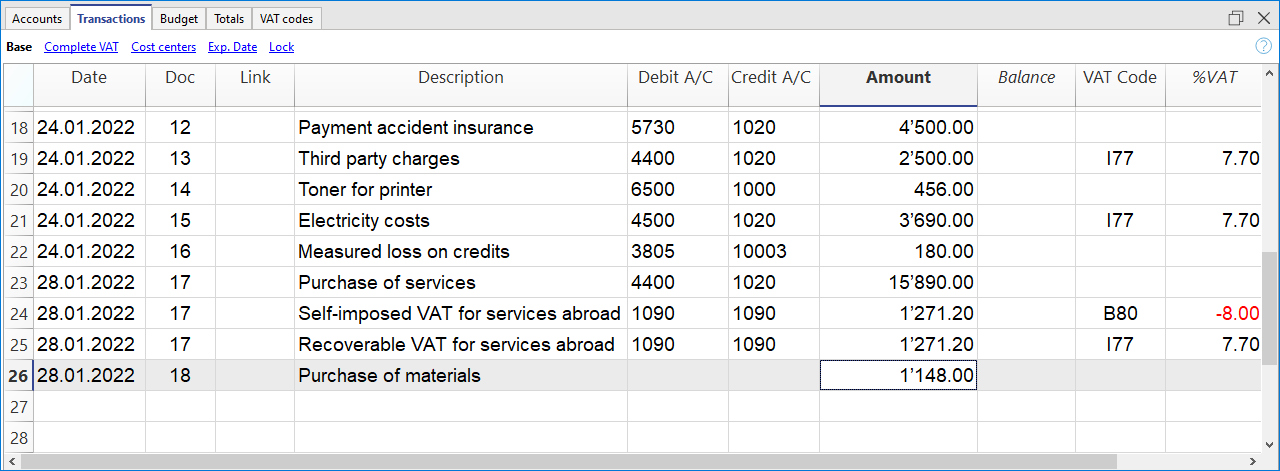 Accounts Transactions Budget Totals VAT codes
Base Complete VAT Cost centers Exp. Date Lock ?
Date Doc Link Description Debit A/C Credit A/C Amount Balance VAT Code %VAT
18 24.01.2022 12 Payment accident insurance 5730 1020 4’500.00
19 24.01.2022 13 Third party charges 4400 1020 2’500.00 I77 7.70
20 24.01.2022 14 Toner for printer 6500 1000 456.00
21 24.01.2022 15 Electricity costs 4500 1020 3’690.00 I77 7.70
22 24.01.2022 16 Measured loss on credits 3805 10003 180.00
23 28.01.2022 17 Purchase of services 4400 1020 15’890.00
24 28.01.2022 17 Self-imposed VAT for services abroad 1090 1090 1’271.20 B80 -8.00
25 28.01.2022 17 Recoverable VAT for services abroad 1090 1090 1’271.20 I77 7.70
26 28.01.2022 18 Purchase of materials 1’148.00
27
28